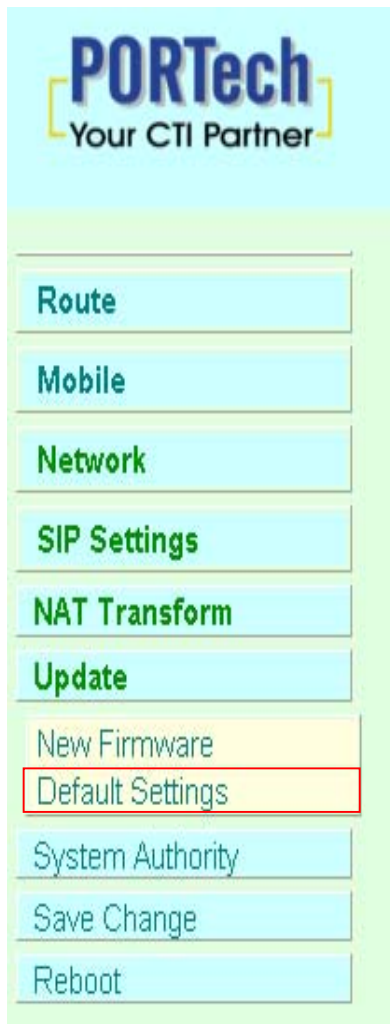 PORTech
Your CTI Partner
Route
Mobile
Network
SIP Settings
NAT Transform
Update
New Firmware
Default Settings
System Authority
Save Change
Reboot